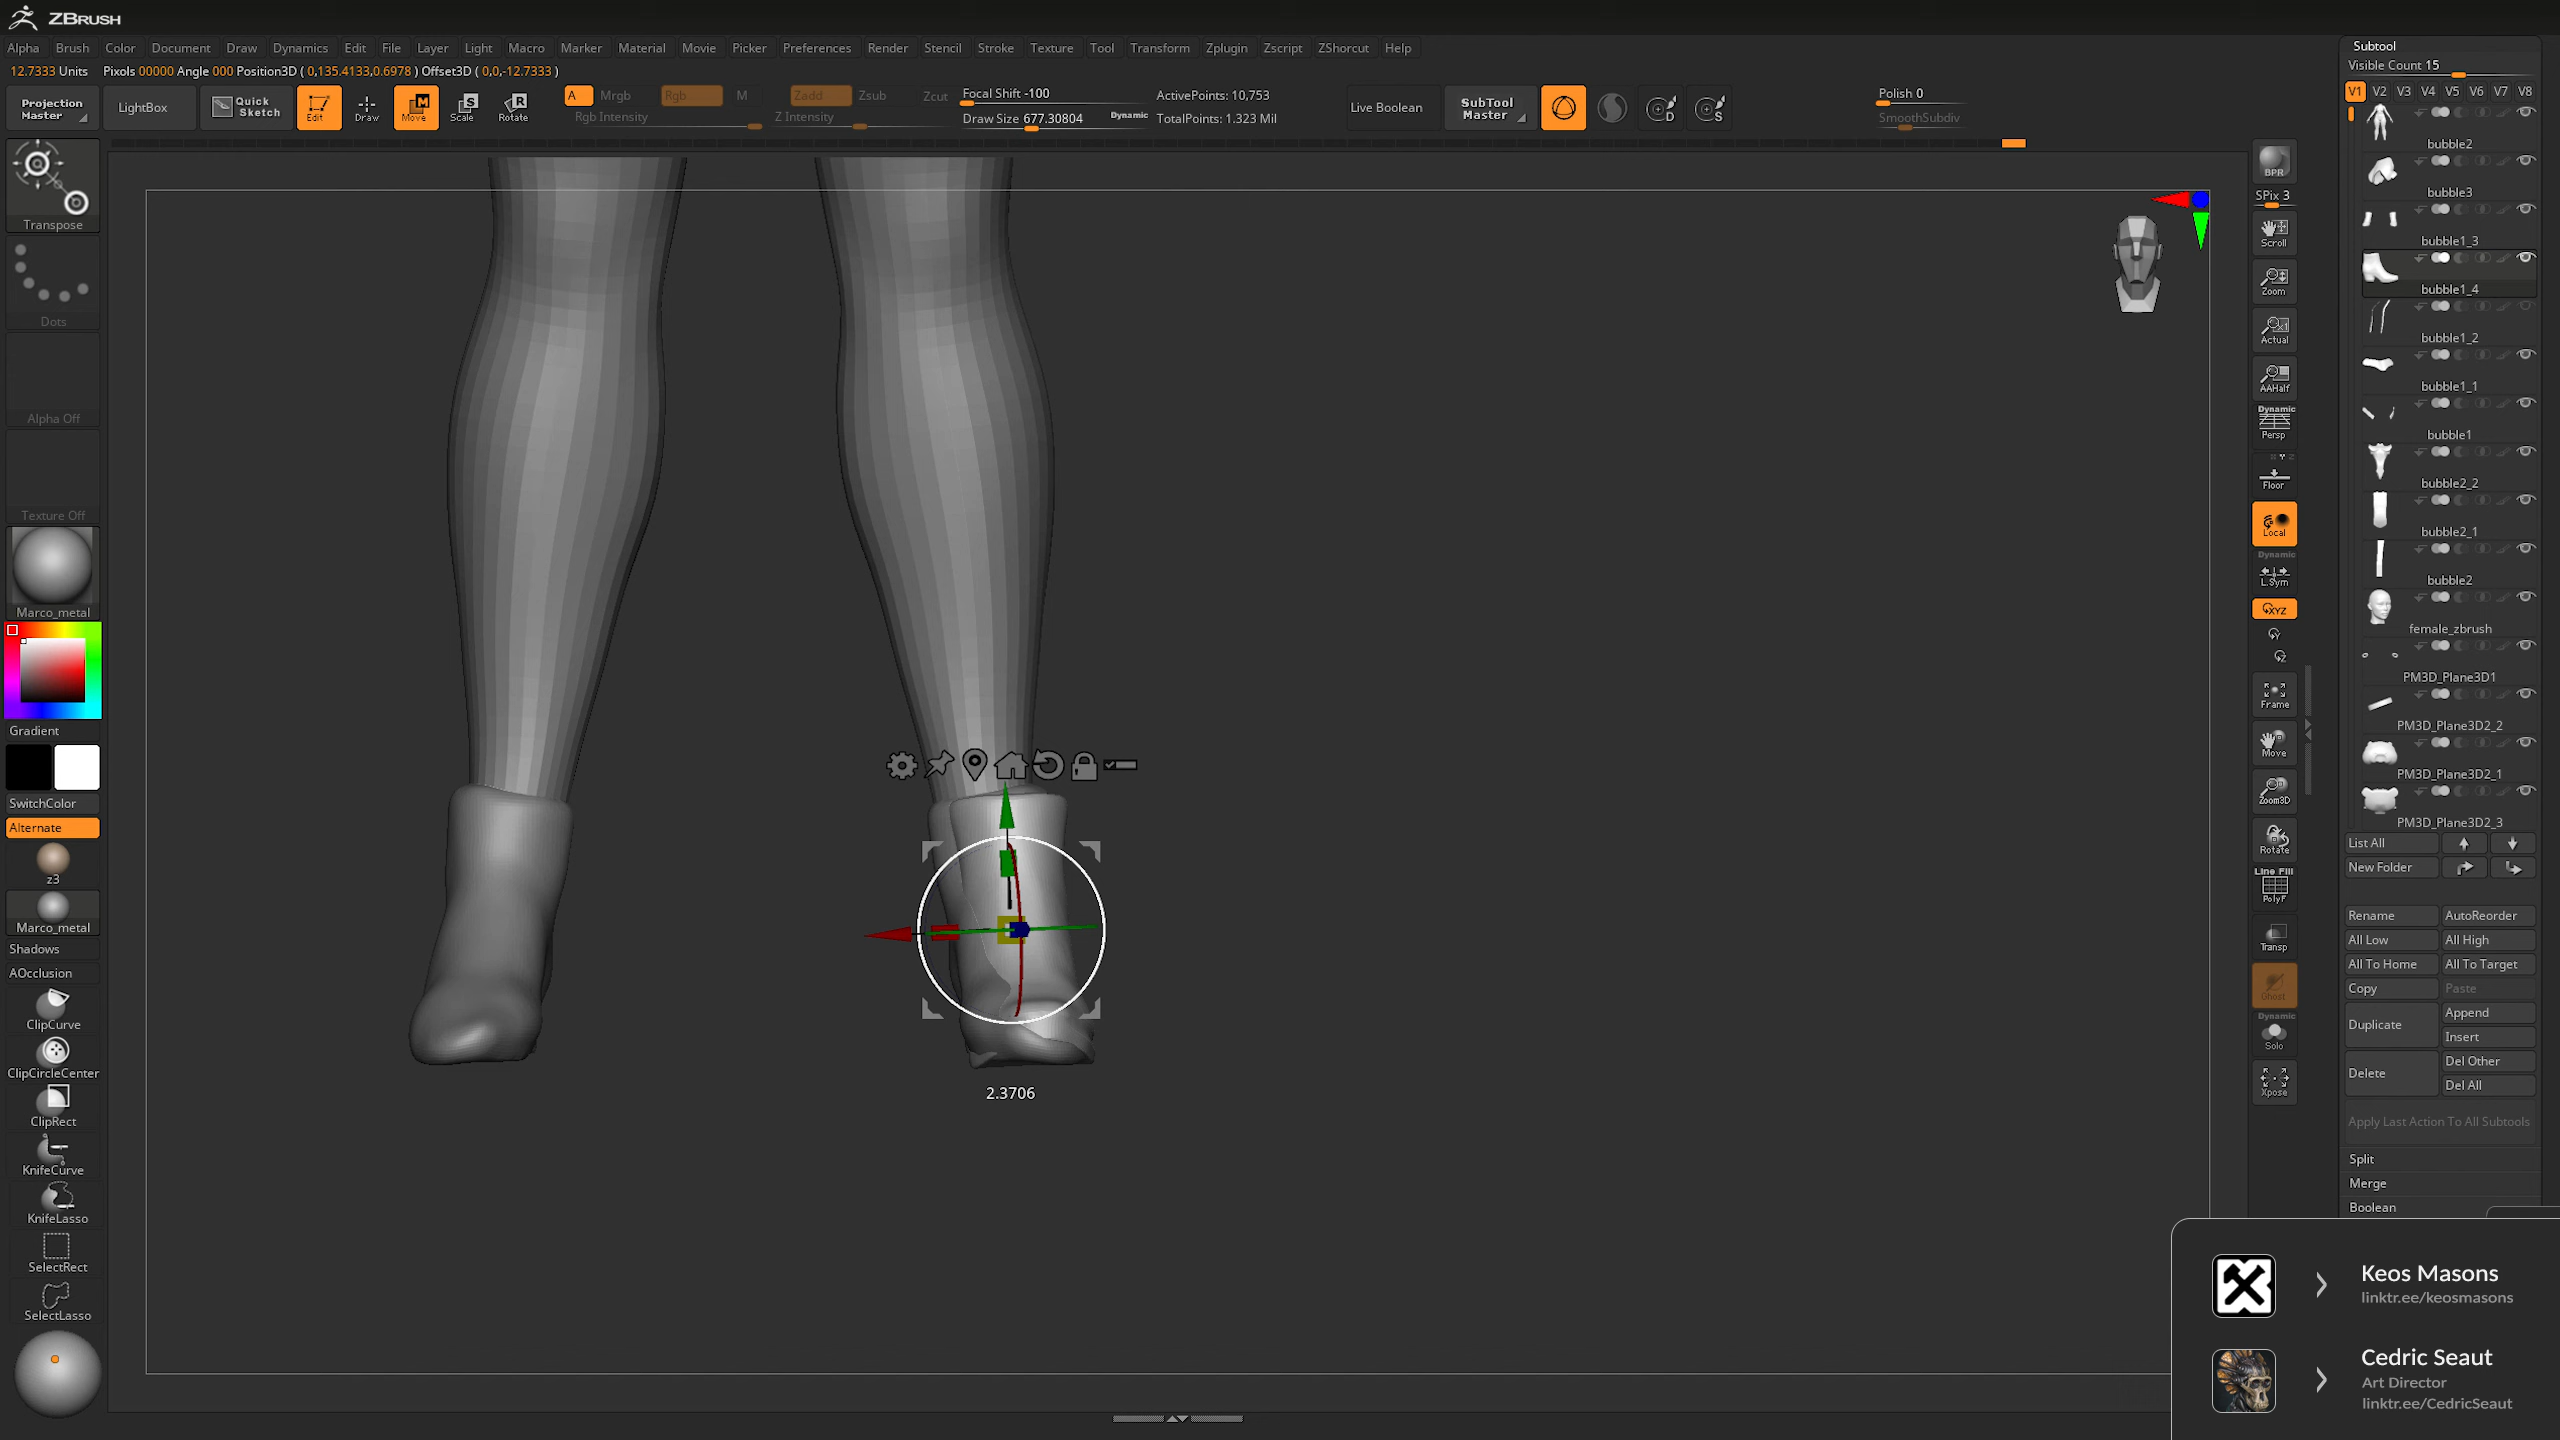 ZBRUSH
Alpha Brush Color Document Draw Dynamics Edit File Layer Light Macro Marker Material Movie Picker Preferences Render Stencil Stroke Texture Tool Transform Zplugin Zscript ZShorcut Help
12.7333 Units Pixols 00000 Angle 000 Position3D ( 0,135.4133,0.6978 ) Offset3D ( 0,0,-12.7333 )
Projection
Master
LightBox
Quick
Sketch
Edit
Draw
Move
Scale
Rotate
A Mrgb Rgb M
Rgb Intensity
Zadd Zsub Zcut
Z Intensity
Focal Shift -100
Draw Size 677.30804 Dynamic
ActivePoints: 10,753
TotalPoints: 1.323 Mil
Live Boolean
SubTool
Master
D
S
Polish 0
SmoothSubdiv
Transpose
Dots
Alpha Off
Texture Off
Marco_metal
Gradient
SwitchColor
Alternate
z3
Marco_metal
Shadows
AOcclusion
ClipCurve
ClipCircleCenter
ClipRect
KnifeCurve
KnifeLasso
SelectRect
SelectLasso
2.3706
BPR
SPix 3
Scroll
Zoom
Actual
AAHalf
Dynamic
Persp
Floor
Local
Dynamic
L.Sym
XYZ
Y
Z
Frame
Move
Zoom3D
Rotate
Line Fill
PolyF
Transp
Ghost
Dynamic
Solo
Xpose
Subtool
Visible Count 15
V1 V2 V3 V4 V5 V6 V7 V8
bubble2
bubble3
bubble1_3
bubble1_4
bubble1_2
bubble1_1
bubble1
bubble2_2
bubble2_1
bubble2
female_zbrush
PM3D_Plane3D1
PM3D_Plane3D2_2
PM3D_Plane3D2_1
PM3D_Plane3D2_3
List All
New Folder
Rename AutoReorder
All Low All High
All To Home All To Target
Copy Paste
Duplicate Append
Insert
Delete Del Other
Del All
Apply Last Action To All Subtools
Split
Merge
Boolean
Keos Masons
linktr.ee/keosmasons
Cedric Seaut
Art Director
linktr.ee/CedricSeaut